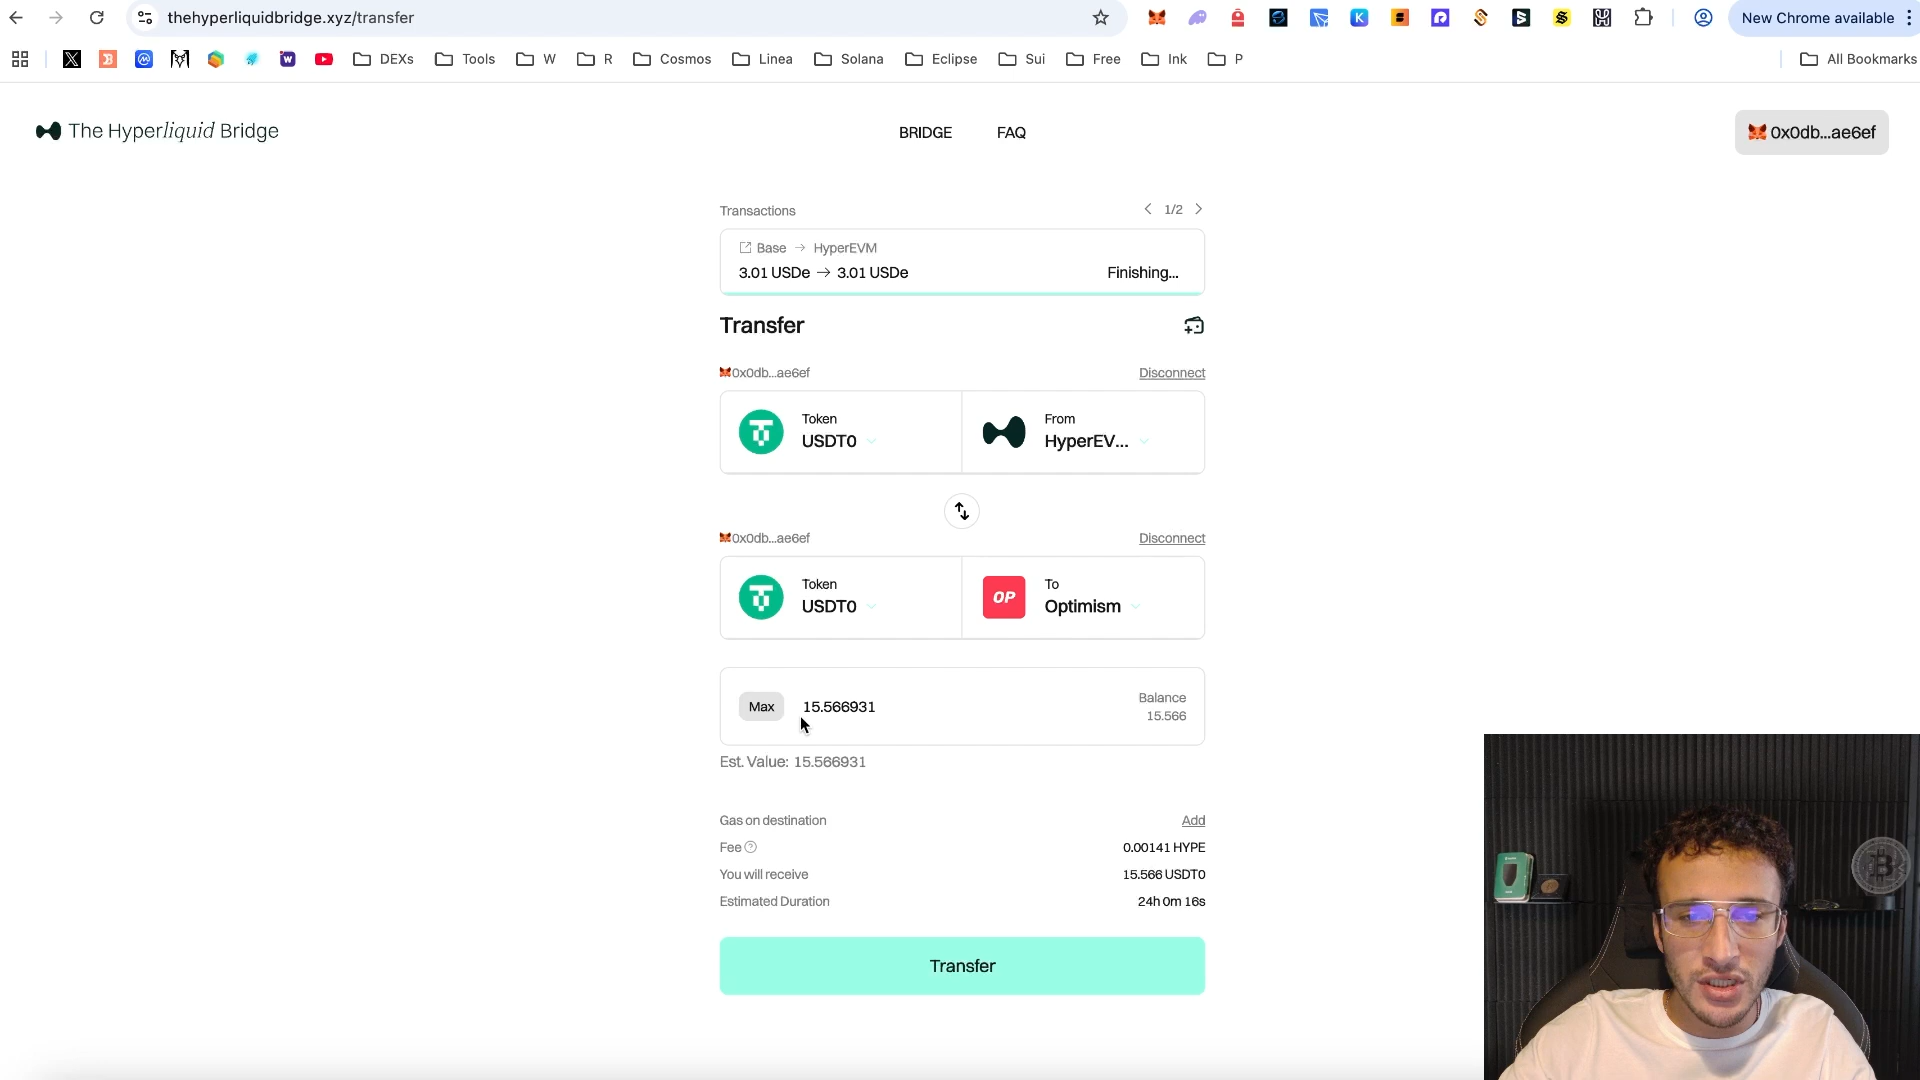 thehyperliquidbridge.xyz/transfer
New Chrome available
DEXs
Tools
W
R
Cosmos
Linea
Solana
Eclipse
Sui
Free
Ink
P
All Bookmarks
The Hyperliquid Bridge
BRIDGE
FAQ
0x0db...ae6ef
Transactions
1/2
Base → HyperEVM
3.01 USDe → 3.01 USDe
Finishing...
Transfer
0x0db...ae6ef
Disconnect
Token
USDT0
From
HyperEV...
0x0db...ae6ef
Disconnect
Token
USDT0
OP
To
Optimism
Max
15.566931
Balance
15.566
Est. Value: 15.566931
Gas on destination
Add
Fee
0.00141 HYPE
You will receive
15.566 USDT0
Estimated Duration
24h 0m 16s
Transfer